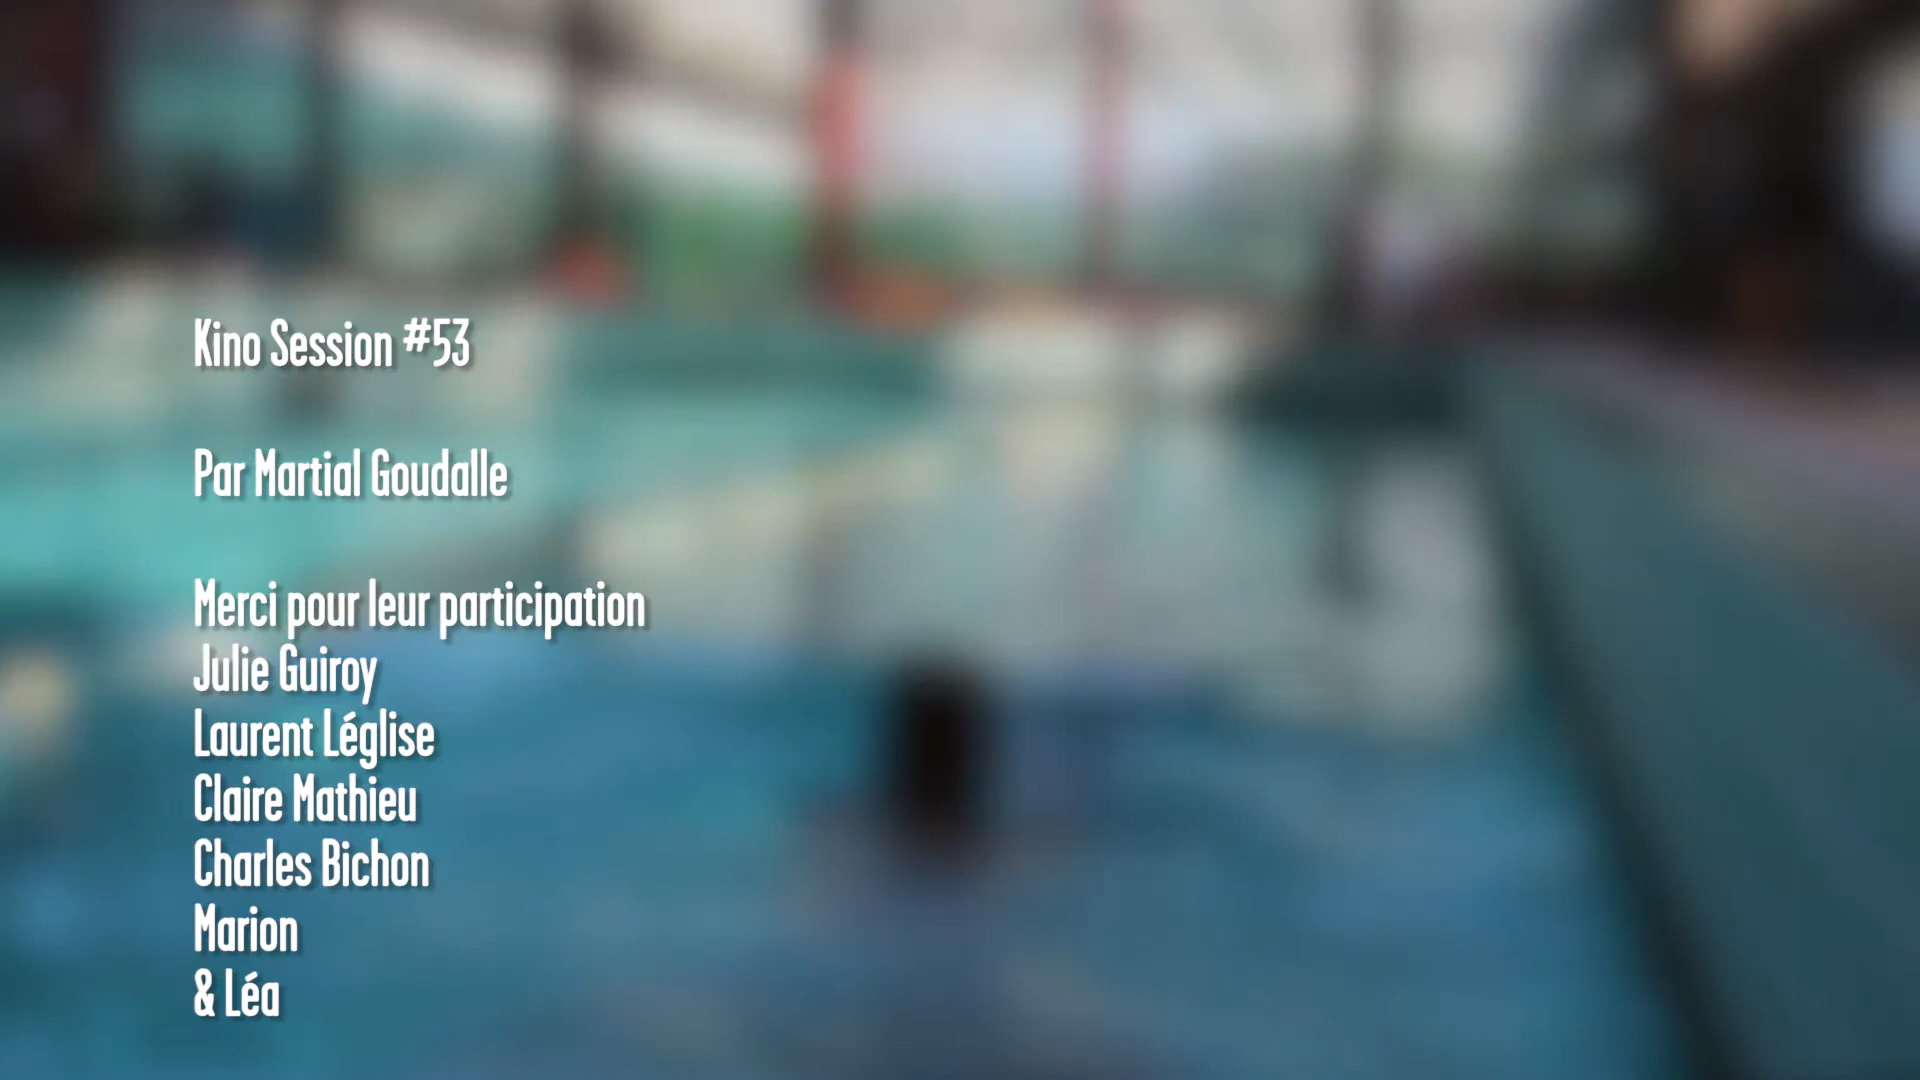 Kino Session #53
Par Martial Goudalle
Merci pour leur participation
Julie Guiroy
Laurent Léglise
Claire Mathieu
Charles Bichon
Marion
& Léa